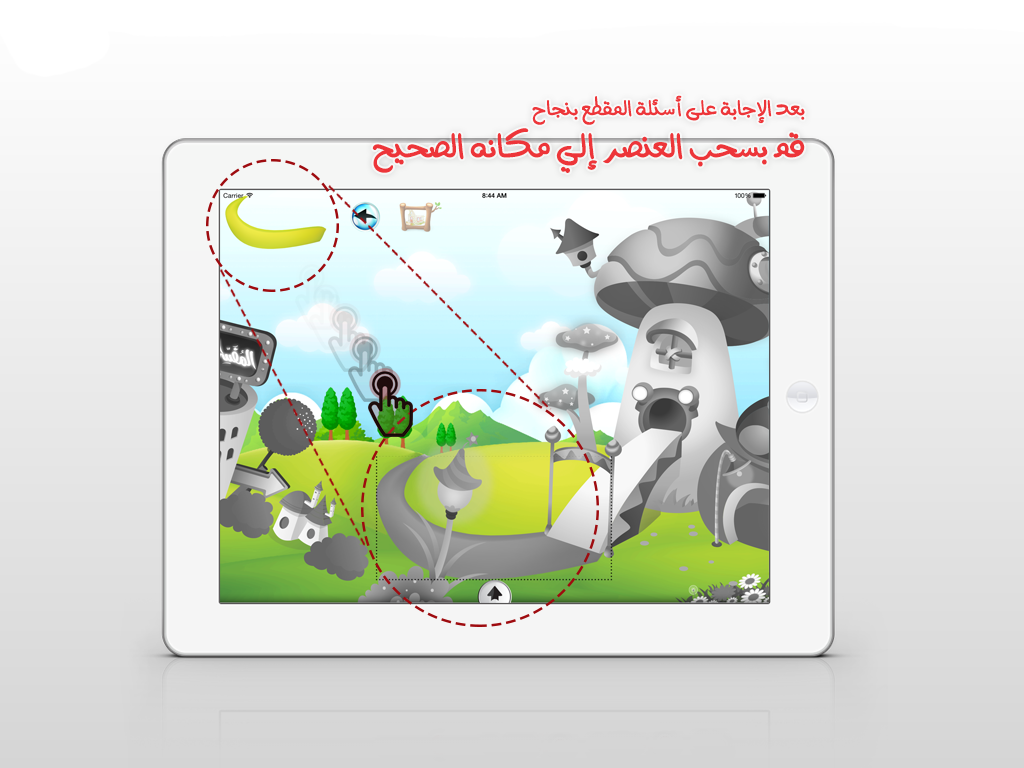 بعد الإجابة على أسئلة المقطع بنجاح
قم بسحب العنصر إلي مكانه الصحيح
Carrier 8:44 AM 100%